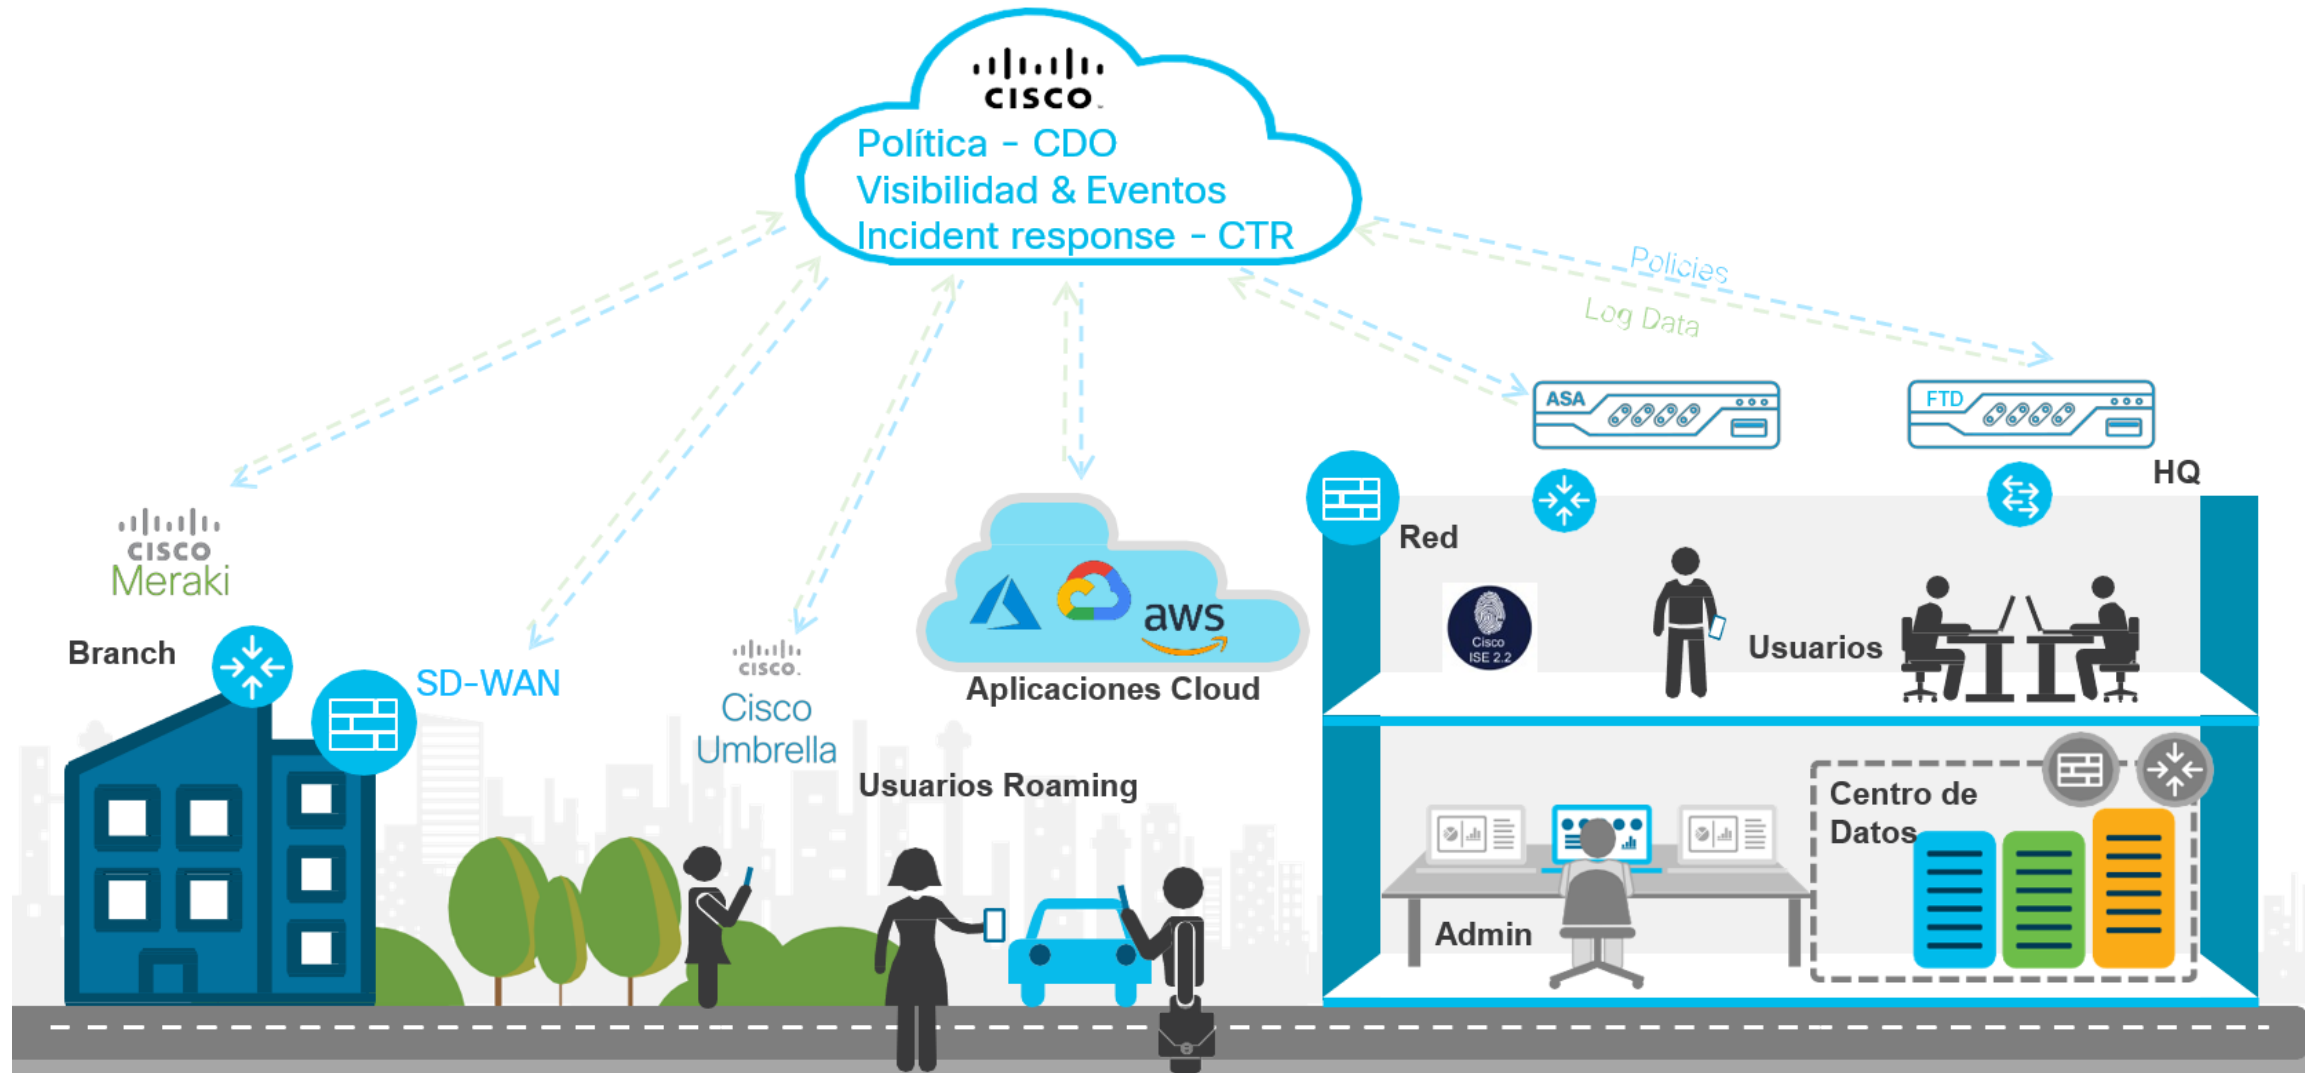 CISCO
Política - CDO
Visibilidad & Eventos
Incident response - CTR
Policies
Log Data
ASA
FTD
HQ
CISCO
Meraki
Branch
SD-WAN
CISCO.
Cisco
Umbrella
aws
Aplicaciones Cloud
Usuarios Roaming
Red
Cisco
ISE 2.2
Usuarios
Admin
Centro de
Datos